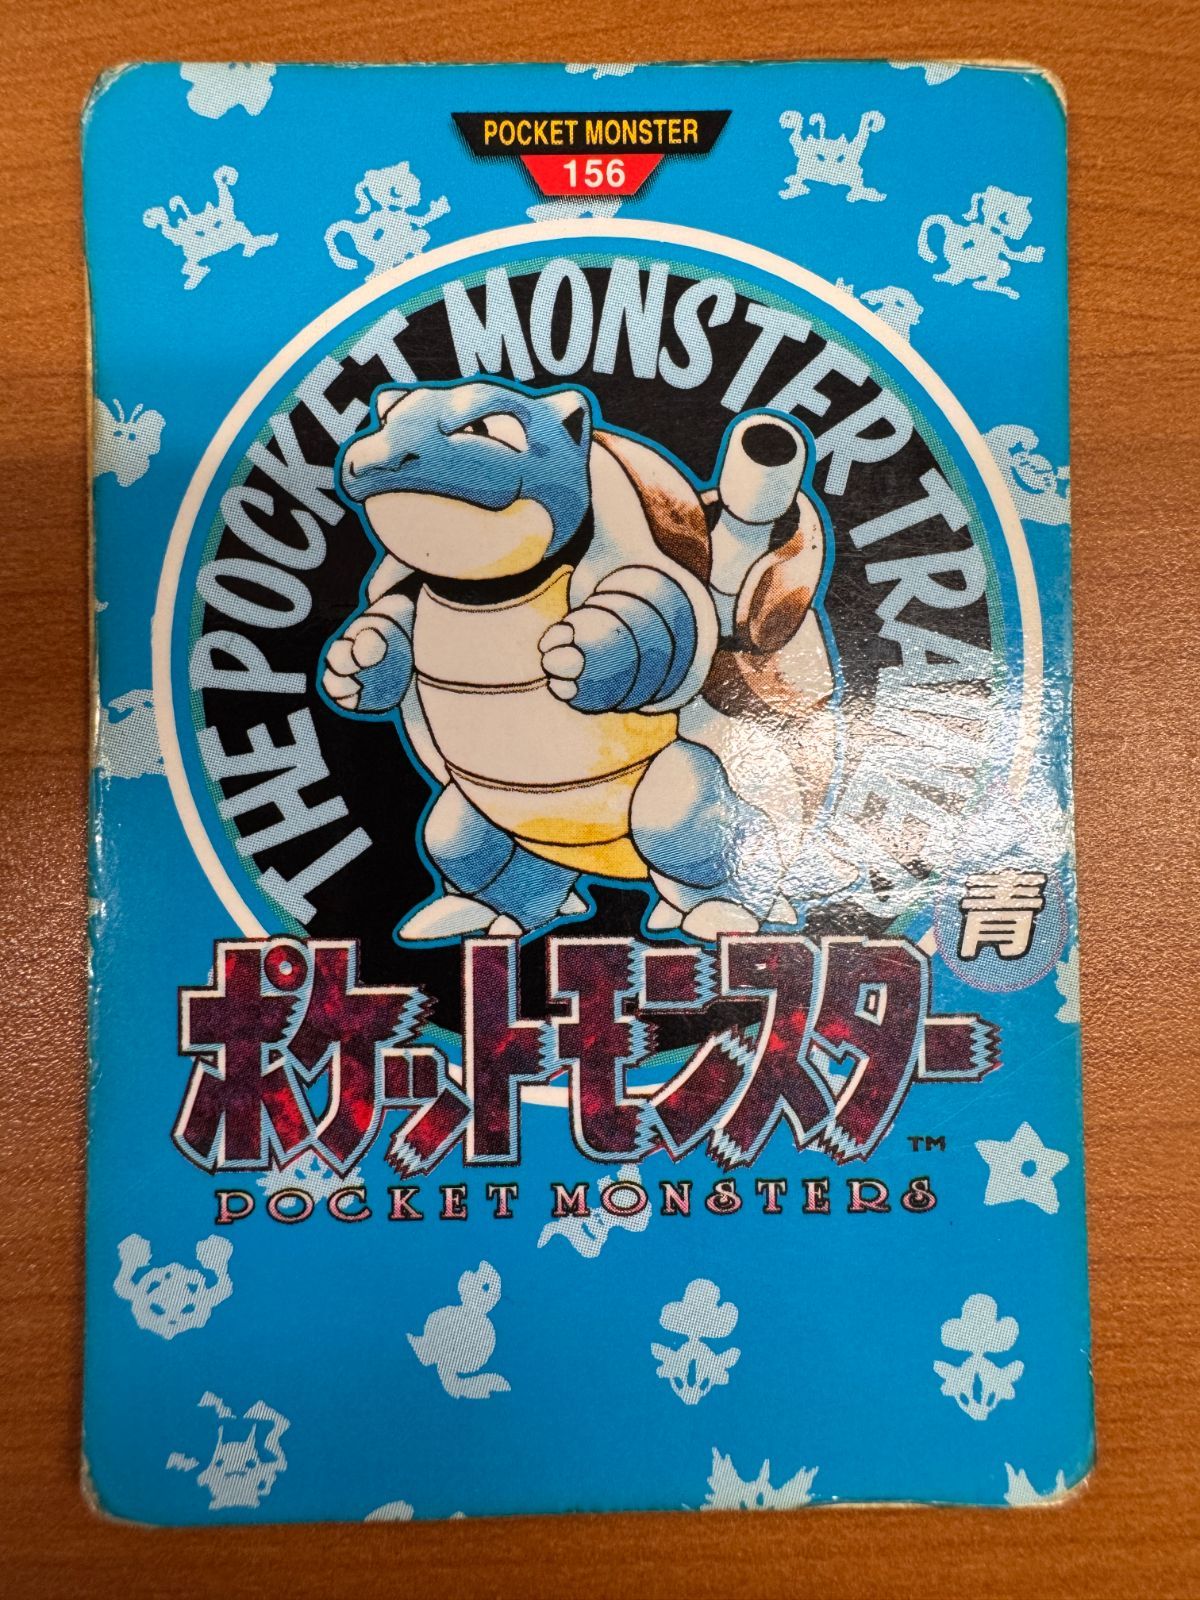 POCKET MONSTER
156
THE POCKET MONSTER TRAINER
青
ポケットモンスター
TM
POCKET MONSTERS